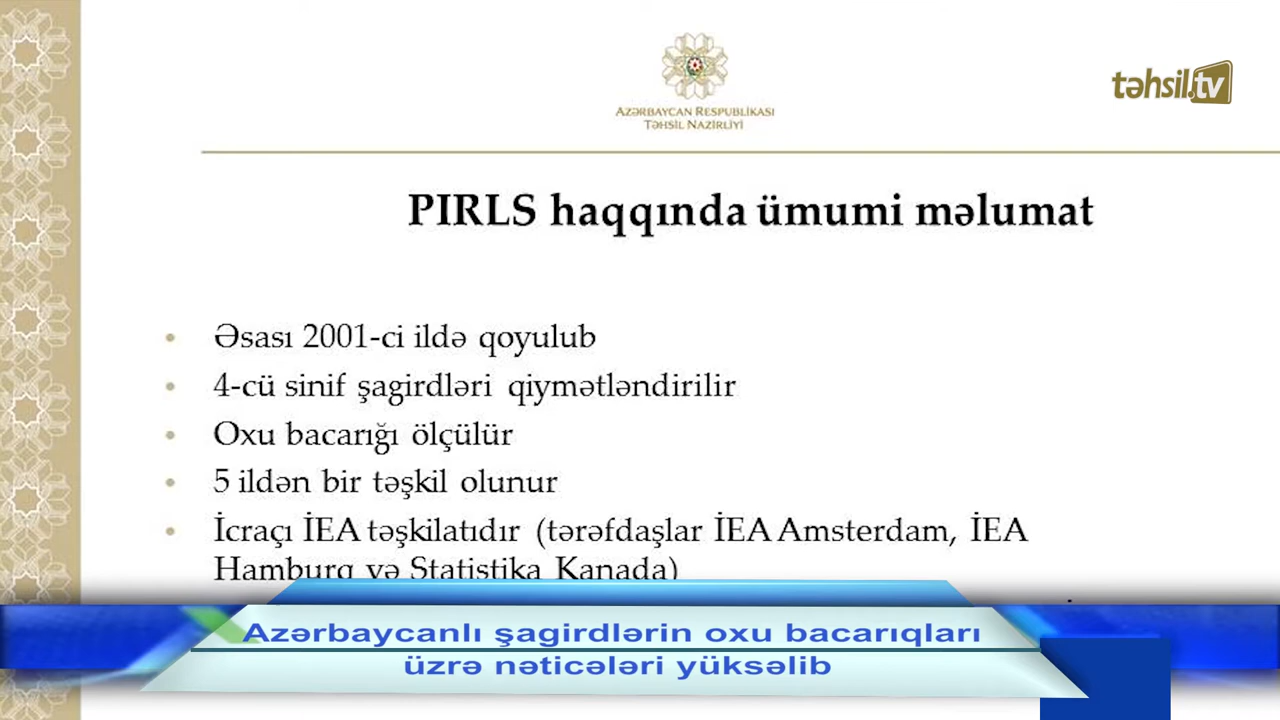 AZƏRBAYCAN RESPUBLİKASI
TƏHSİL NAZİRLİYİ
təhsil.tv
PIRLS haqqında ümumi məlumat
• Əsası 2001-ci ildə qoyulub
• 4-cü sinif şagirdləri qiymətləndirilir
• Oxu bacarığı ölçülür
• 5 ildən bir təşkil olunur
• İcraçı İEA təşkilatıdır (tərəfdaşlar İEA Amsterdam, İEA
Hamburq və Statistika Kanada)
Azərbaycanlı şagirdlərin oxu bacarıqları
üzrə nəticələri yüksəlib